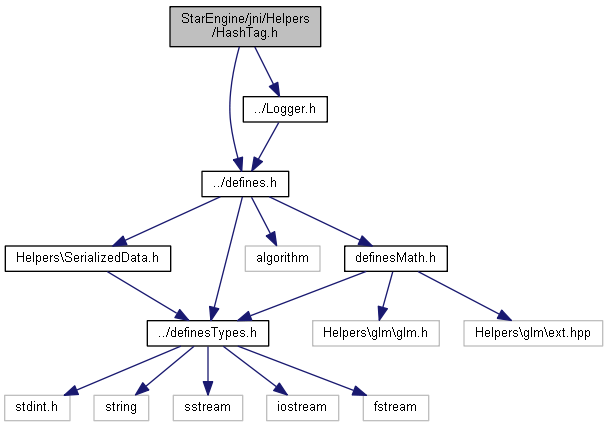 StarEngine/jni/Helpers
/HashTag.h
../Logger.h
../defines.h
Helpers\SerializedData.h
algorithm
definesMath.h
../definesTypes.h
Helpers\glm\glm.h
Helpers\glm\ext.hpp
stdint.h
string
sstream
iostream
fstream